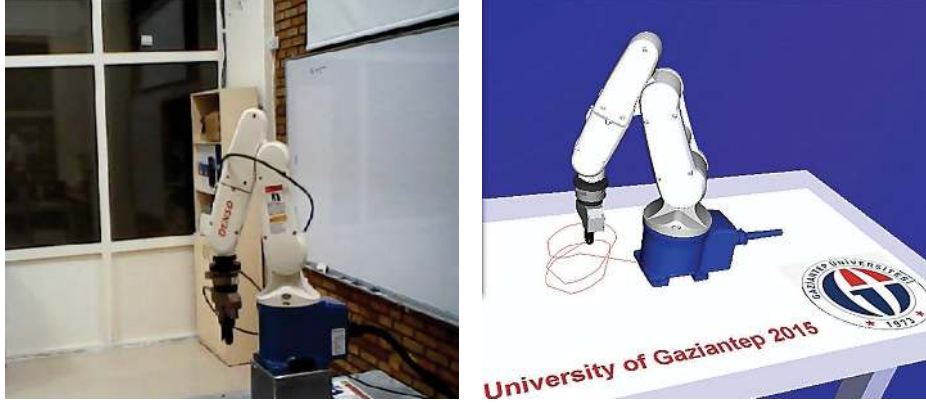 DENSO
GAZİANTEP ÜNİVERSİTESİ
1973
University of Gaziantep 2015